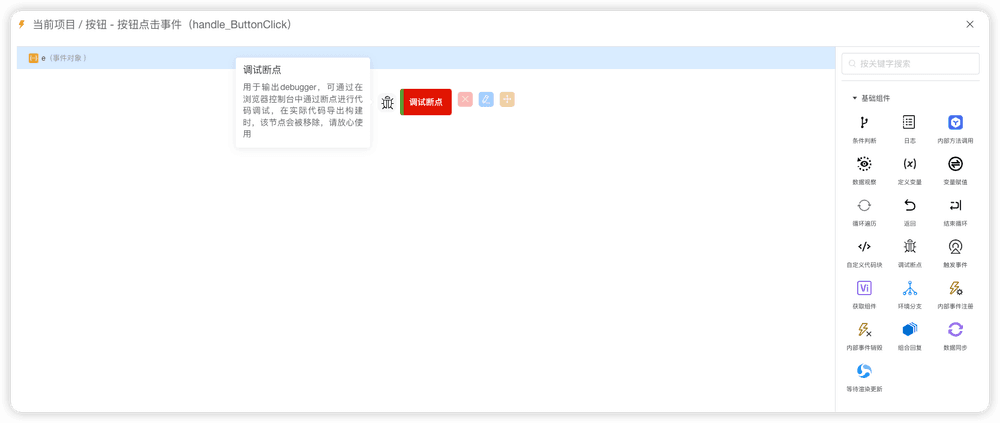 当前项目 / 按钮 - 按钮点击事件（handle_ButtonClick）
e（事件对象）
调试断点
用于输出debugger，可通过在
浏览器控制台中通过断点进行代
码调试，在实际代码导出构建
时，该节点会被移除，请放心使
用
调试断点
按关键字搜索
基础组件
条件判断 日志 内部方法调用
数据观察 定义变量 变量赋值
循环遍历 返回 结束循环
自定义代码块 调试断点 触发事件
获取组件 环境分支 内部事件注册
内部事件销毁 组合回复 数据同步
等待渲染更新